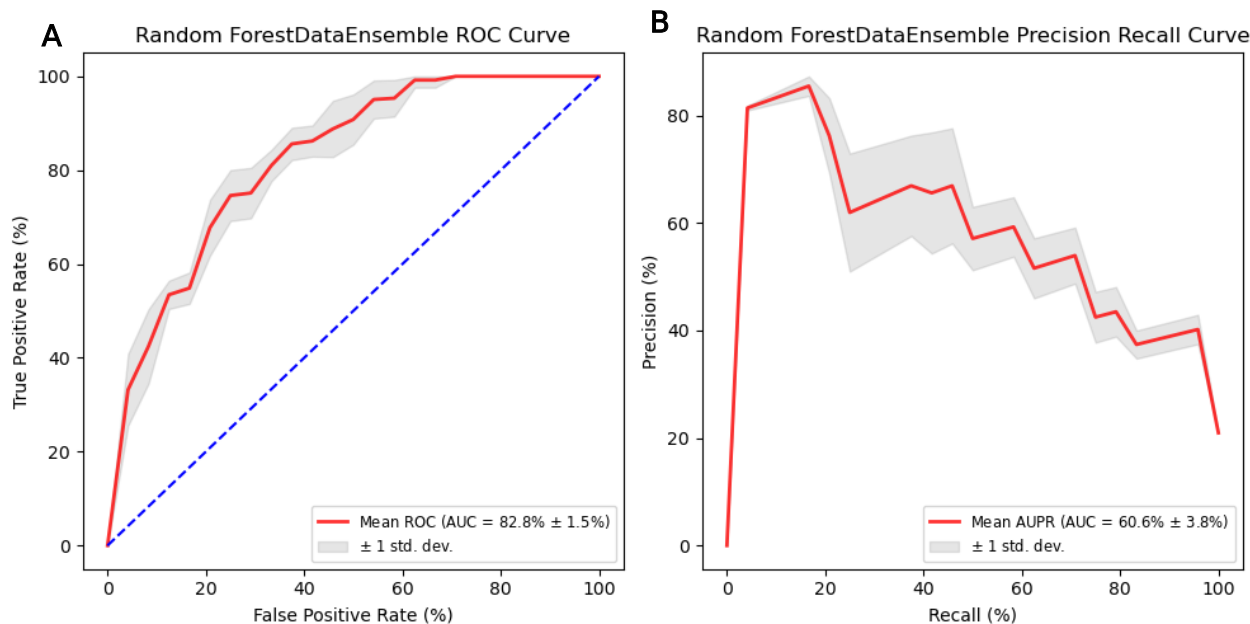 A
Random ForestDataEnsemble ROC Curve
100
80
60
40
20
0
True Positive Rate (%)
Mean ROC (AUC = 82.8% ± 1.5%)
± 1 std. dev.
0 20 40 60 80 100
False Positive Rate (%)
B
Random ForestDataEnsemble Precision Recall Curve
80
60
40
20
0
Precision (%)
Mean AUPR (AUC = 60.6% ± 3.8%)
± 1 std. dev.
0 20 40 60 80 100
Recall (%)